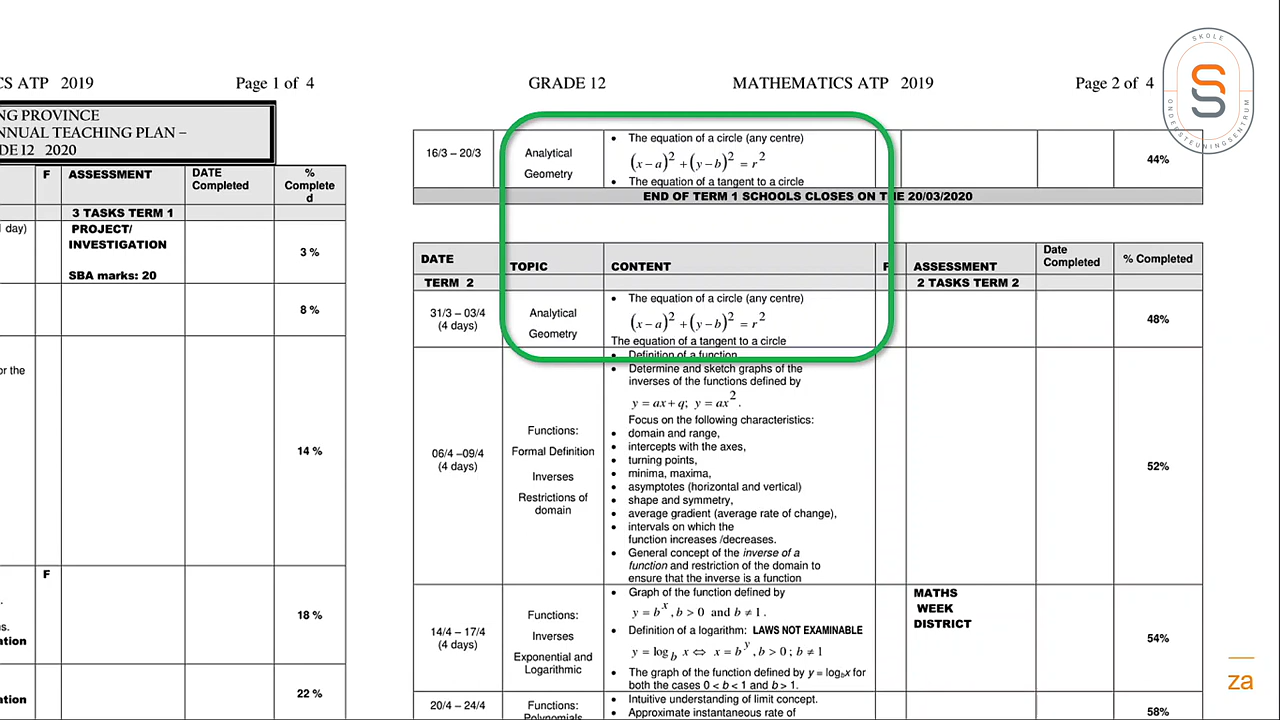 CS ATP 2019 Page 1 of 4
NG PROVINCE
ANNUAL TEACHING PLAN –
DE 12 2020
F ASSESSMENT DATE Completed % Completed
3 TASKS TERM 1
1 day)
PROJECT/
INVESTIGATION
SBA marks: 20
3 %
8 %
or the
14 %
F
s.
18 %
22 %
GRADE 12 MATHEMATICS ATP 2019 Page 2 of 4
SKOLE
ONDERSTEUNINGSENTRUM
16/3 – 20/3
Analytical
Geometry
• The equation of a circle (any centre)
(x−a)² + (y−b)² = r²
• The equation of a tangent to a circle
44%
END OF TERM 1 SCHOOLS CLOSES ON THE 20/03/2020
DATE TOPIC CONTENT F ASSESSMENT Date Completed % Completed
TERM 2 2 TASKS TERM 2
31/3 – 03/4
(4 days)
Analytical
Geometry
• The equation of a circle (any centre)
(x−a)² + (y−b)² = r²
The equation of a tangent to a circle
48%
06/4 –09/4
(4 days)
Functions:
Formal Definition
Inverses
Restrictions of
domain
• Definition of a function
• Determine and sketch graphs of the
inverses of the functions defined by
y = ax + q; y = ax².
Focus on the following characteristics:
• domain and range,
• intercepts with the axes,
• turning points,
• minima, maxima,
• asymptotes (horizontal and vertical)
• shape and symmetry,
• average gradient (average rate of change),
• intervals on which the
function increases /decreases.
• General concept of the inverse of a
function and restriction of the domain to
ensure that the inverse is a function
52%
14/4 – 17/4
(4 days)
Functions:
Inverses
Exponential and
Logarithmic
• Graph of the function defined by
y = bˣ, b > 0 and b ≠ 1.
• Definition of a logarithm: LAWS NOT EXAMINABLE
y = log_b x ⇔ x = b^y, b > 0 ; b ≠ 1
• The graph of the function defined by y = log_b x for
both the cases 0 < b < 1 and b > 1.
MATHS
WEEK
DISTRICT
54%
20/4 – 24/4
Functions:
Polynomials
• Intuitive understanding of limit concept.
• Approximate instantaneous rate of
58%
za